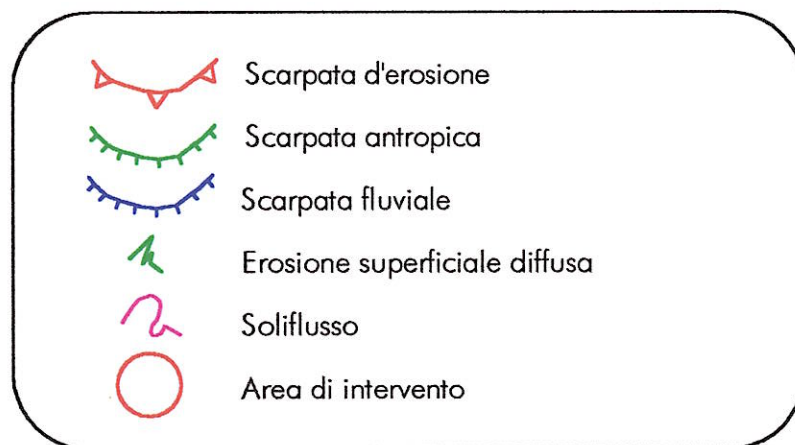 Scarpata d'erosione
Scarpata antropica
Scarpata fluviale
Erosione superficiale diffusa
Soliflusso
Area di intervento